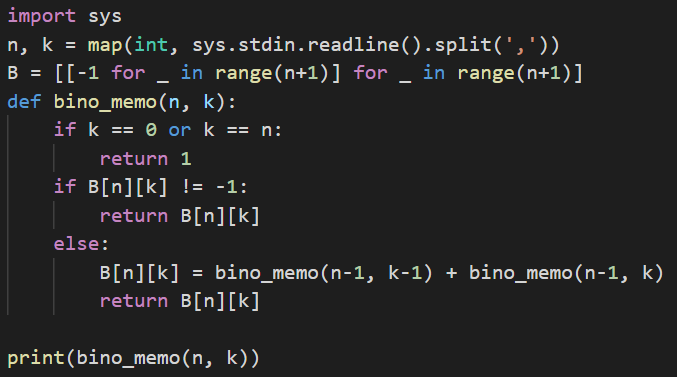 import sys
n, k = map(int, sys.stdin.readline().split(','))
B = [[-1 for _ in range(n+1)] for _ in range(n+1)]
def bino_memo(n, k):
    if k == 0 or k == n:
        return 1
    if B[n][k] != -1:
        return B[n][k]
    else:
        B[n][k] = bino_memo(n-1, k-1) + bino_memo(n-1, k)
        return B[n][k]

print(bino_memo(n, k))